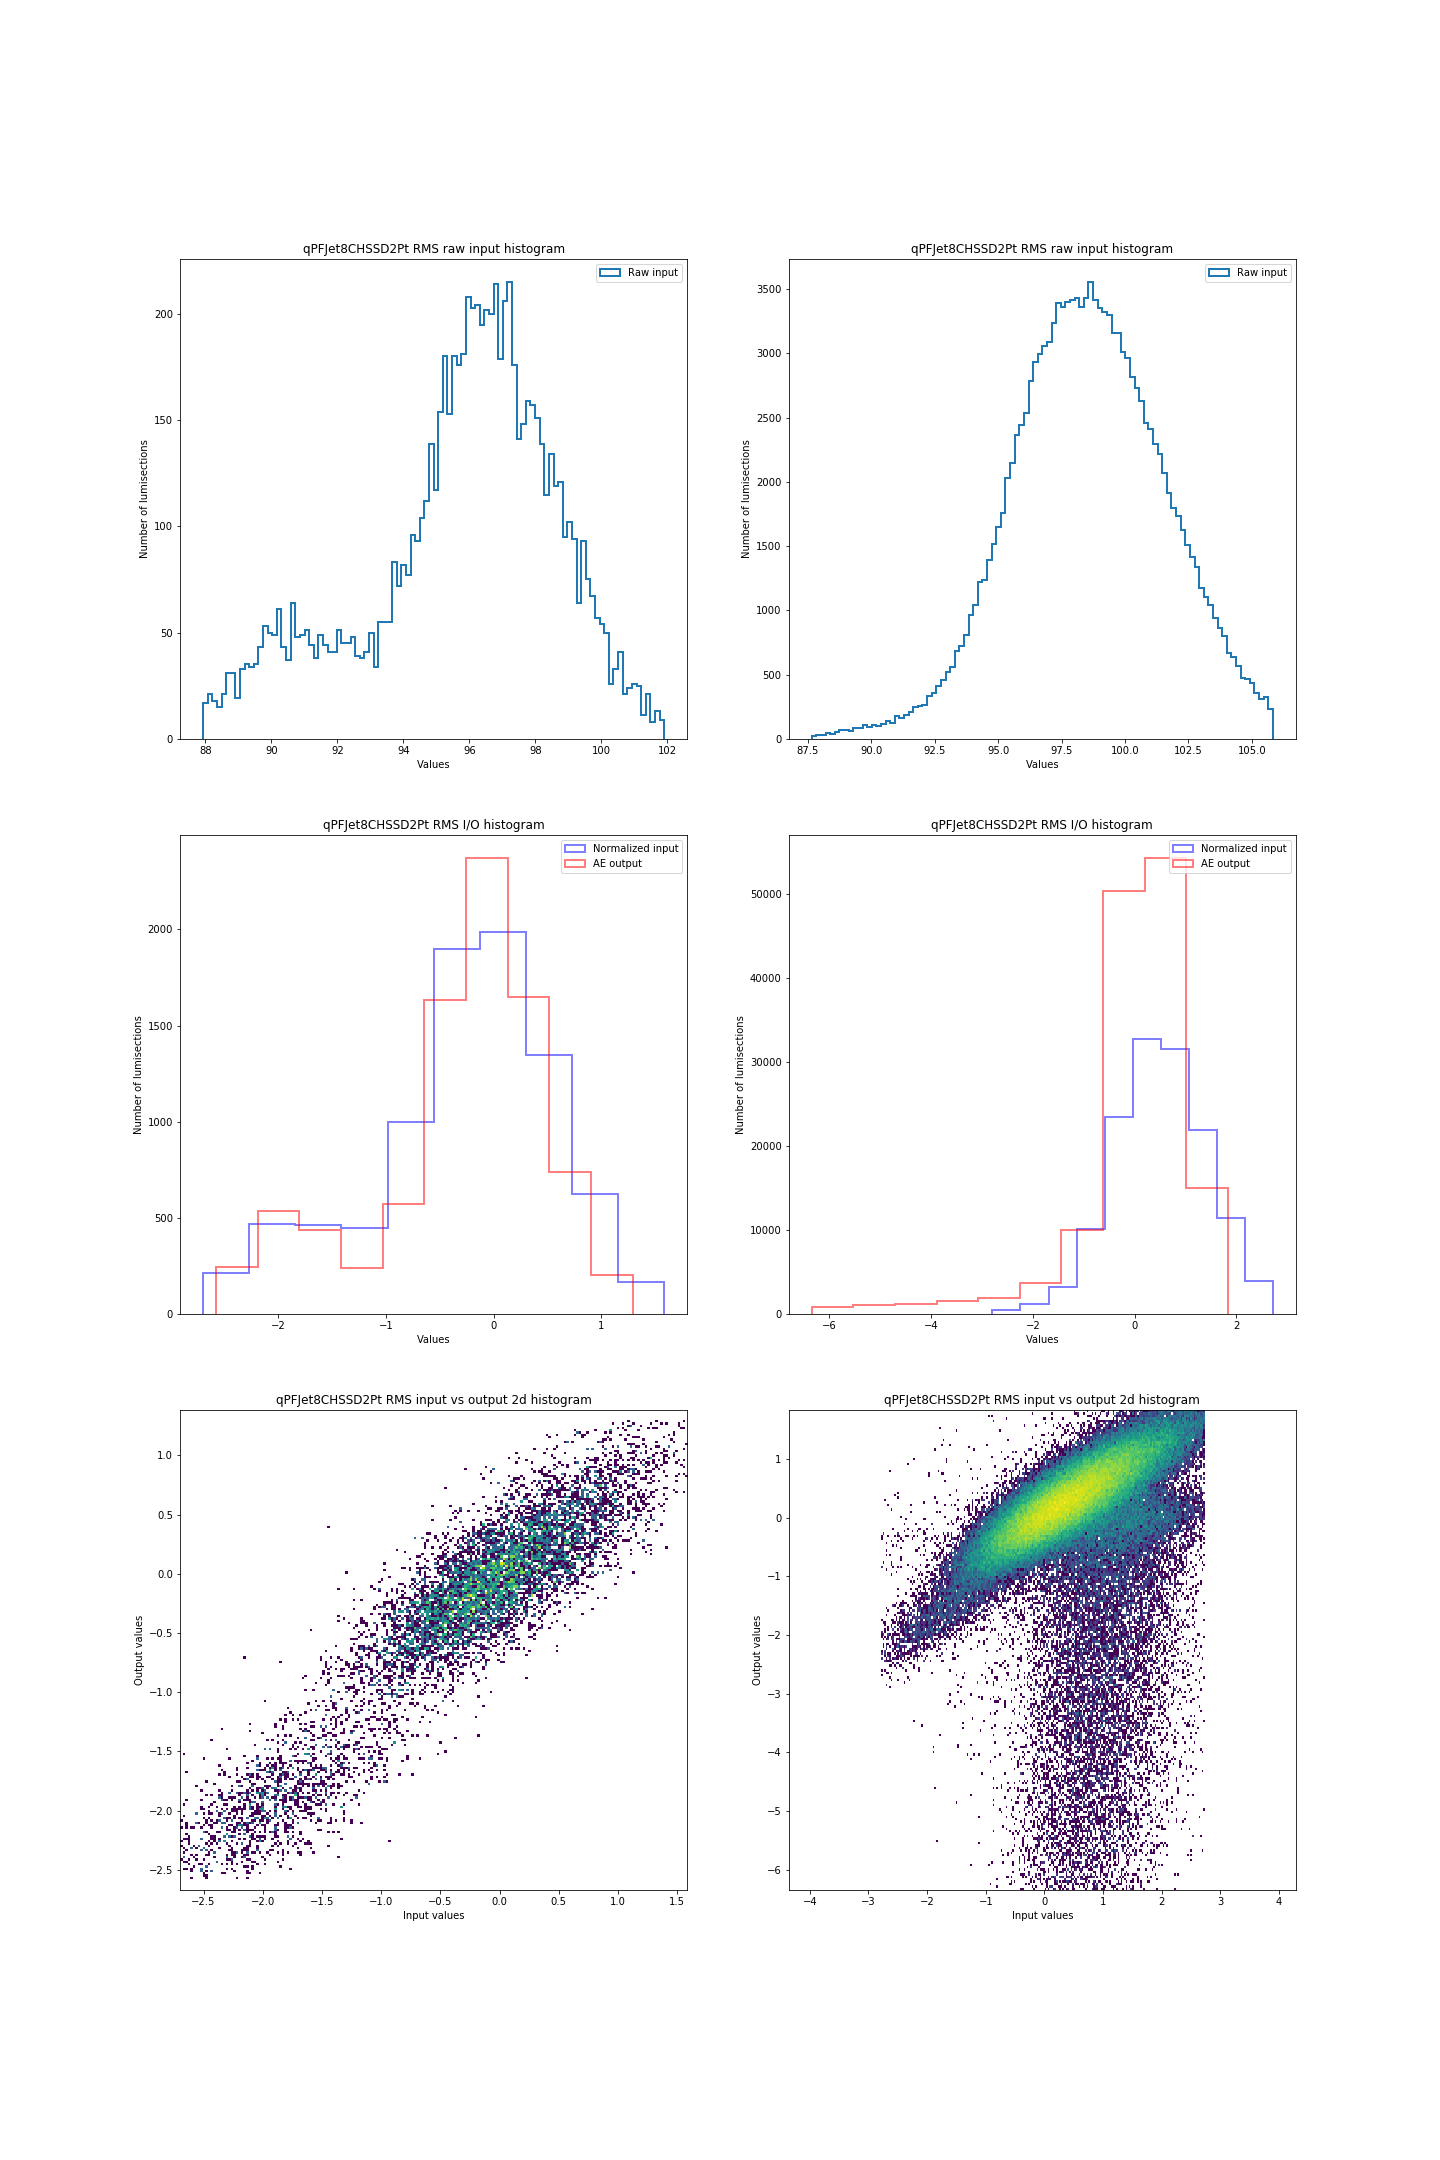 qPFJet8CHSSD2Pt RMS raw input histogram
Raw input
Number of lumisections
200
150
100
50
0
88 90 92 94 96 98 100 102
Values
qPFJet8CHSSD2Pt RMS raw input histogram
Raw input
Number of lumisections
3500
3000
2500
2000
1500
1000
500
0
87.5 90.0 92.5 95.0 97.5 100.0 102.5 105.0
Values
qPFJet8CHSSD2Pt RMS I/O histogram
Normalized input
AE output
Number of lumisections
2000
1500
1000
500
0
−2 −1 0 1
Values
qPFJet8CHSSD2Pt RMS I/O histogram
Normalized input
AE output
Number of lumisections
50000
40000
30000
20000
10000
0
−6 −4 −2 0 2
Values
qPFJet8CHSSD2Pt RMS input vs output 2d histogram
Output values
1.0
0.5
0.0
−0.5
−1.0
−1.5
−2.0
−2.5
−2.5 −2.0 −1.5 −1.0 −0.5 0.0 0.5 1.0 1.5
Input values
qPFJet8CHSSD2Pt RMS input vs output 2d histogram
Output values
1
0
−1
−2
−3
−4
−5
−6
−4 −3 −2 −1 0 1 2 3 4
Input values